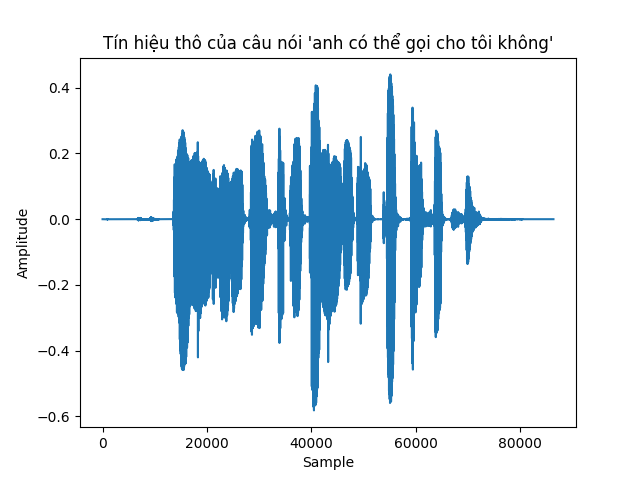 Tín hiệu thô của câu nói 'anh có thể gọi cho tôi không'
0.4
0.2
0.0
−0.2
−0.4
−0.6
Amplitude
0 20000 40000 60000 80000
Sample